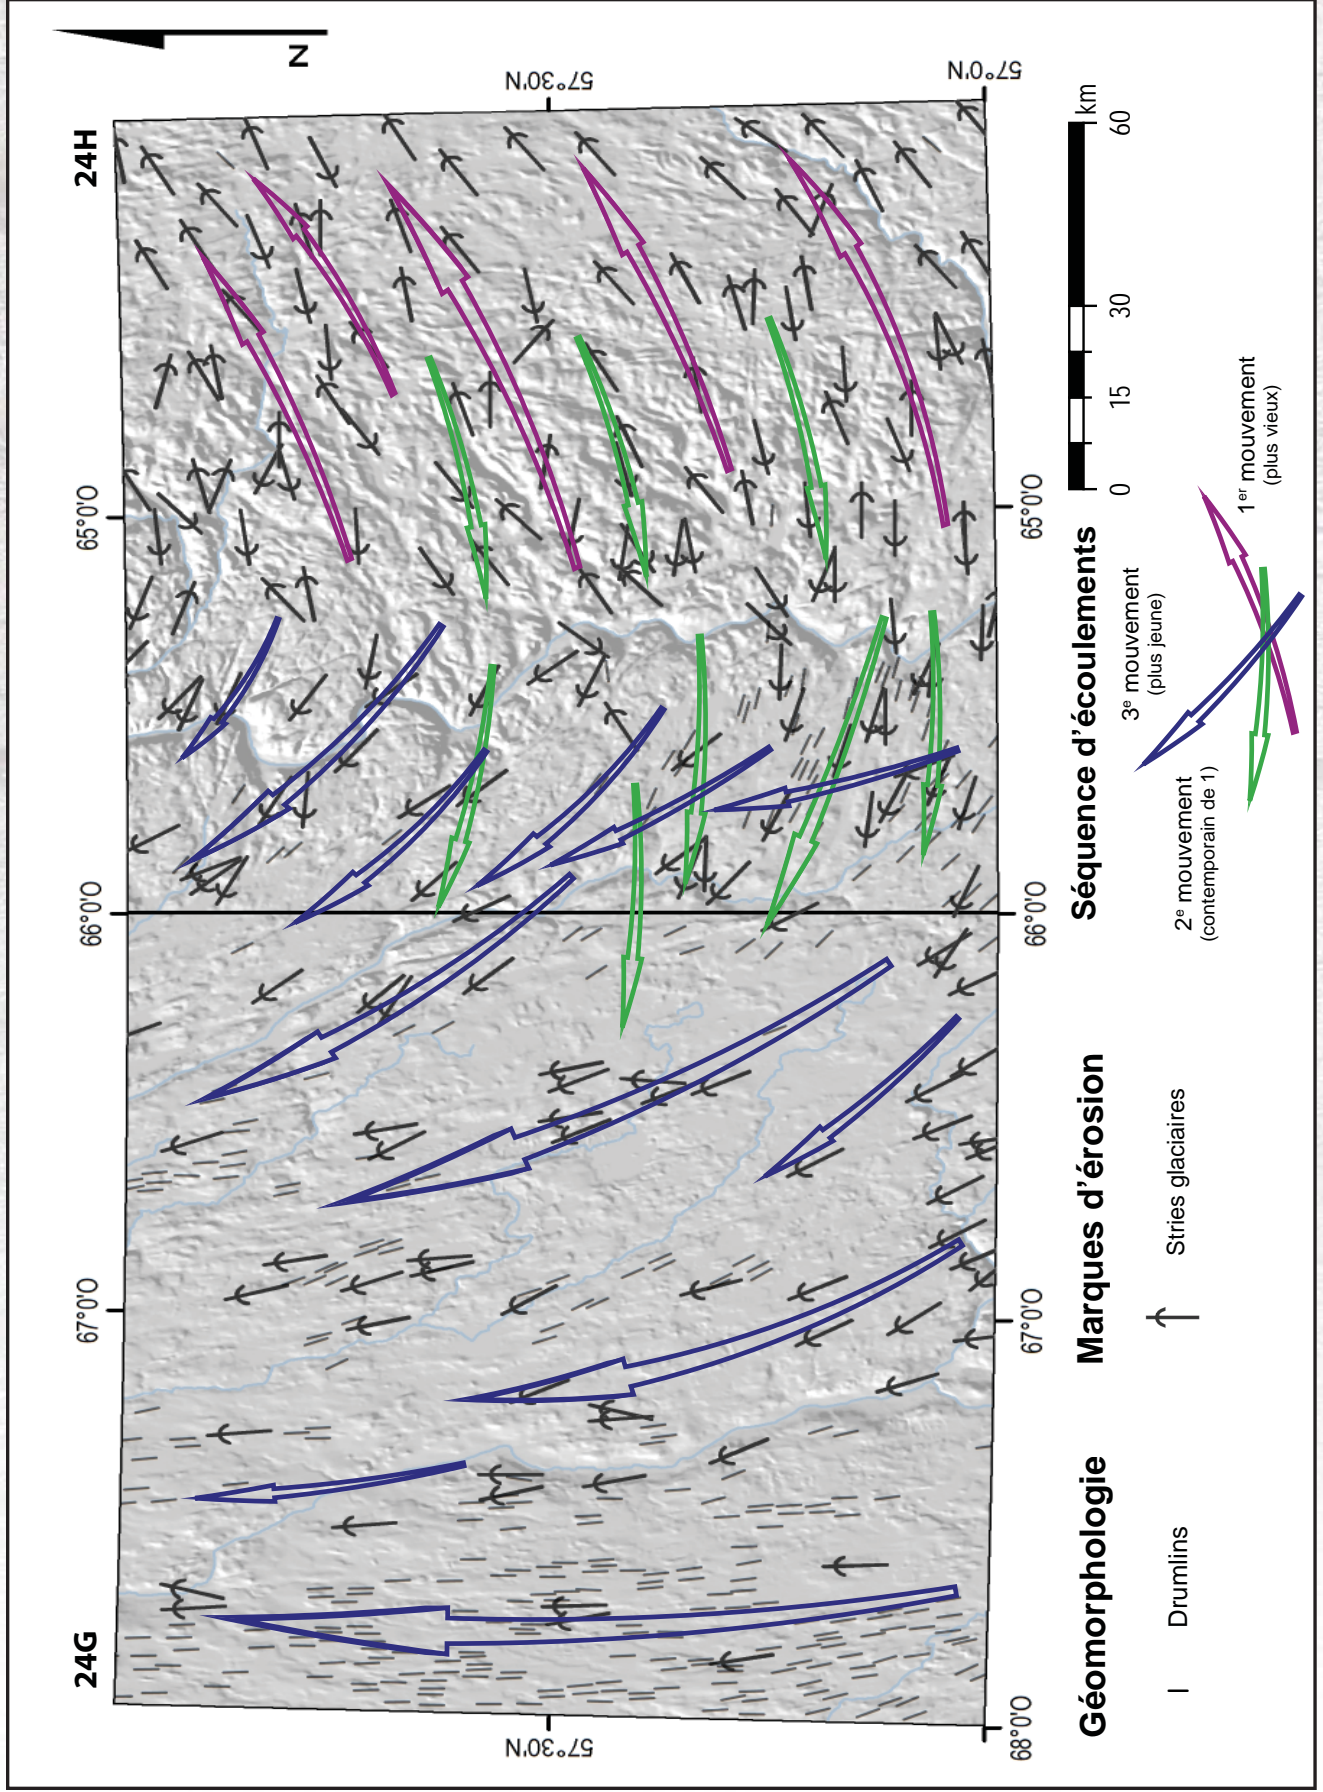 24G
67°0'O
66°0'O
65°0'O
24H
N
57°30'N
57°30'N
57°0'N
68°0'O
67°0'O
66°0'O
65°0'O
Géomorphologie
Drumlins
Marques d'érosion
Stries glaciaires
Séquence d'écoulements
0 15 30 60
km
3e mouvement
(plus jeune)
2e mouvement
(contemporain de 1)
1er mouvement
(plus vieux)